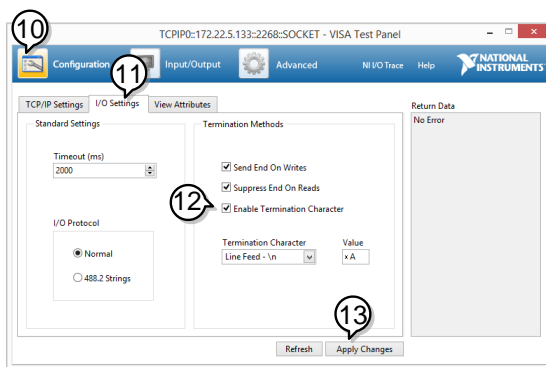 10
TCPIP0::172.22.5.133::2268::SOCKET - VISA Test Panel
Configuration
Input/Output
Advanced
NI I/O Trace
Help
NATIONAL
INSTRUMENTS
11
TCP/IP Settings
I/O Settings
View Attributes
Return Data
No Error
Standard Settings
Termination Methods
Timeout (ms)
2000
Send End On Writes
Suppress End On Reads
12
Enable Termination Character
I/O Protocol
Normal
488.2 Strings
Termination Character
Value
Line Feed - \n
xA
13
Refresh
Apply Changes